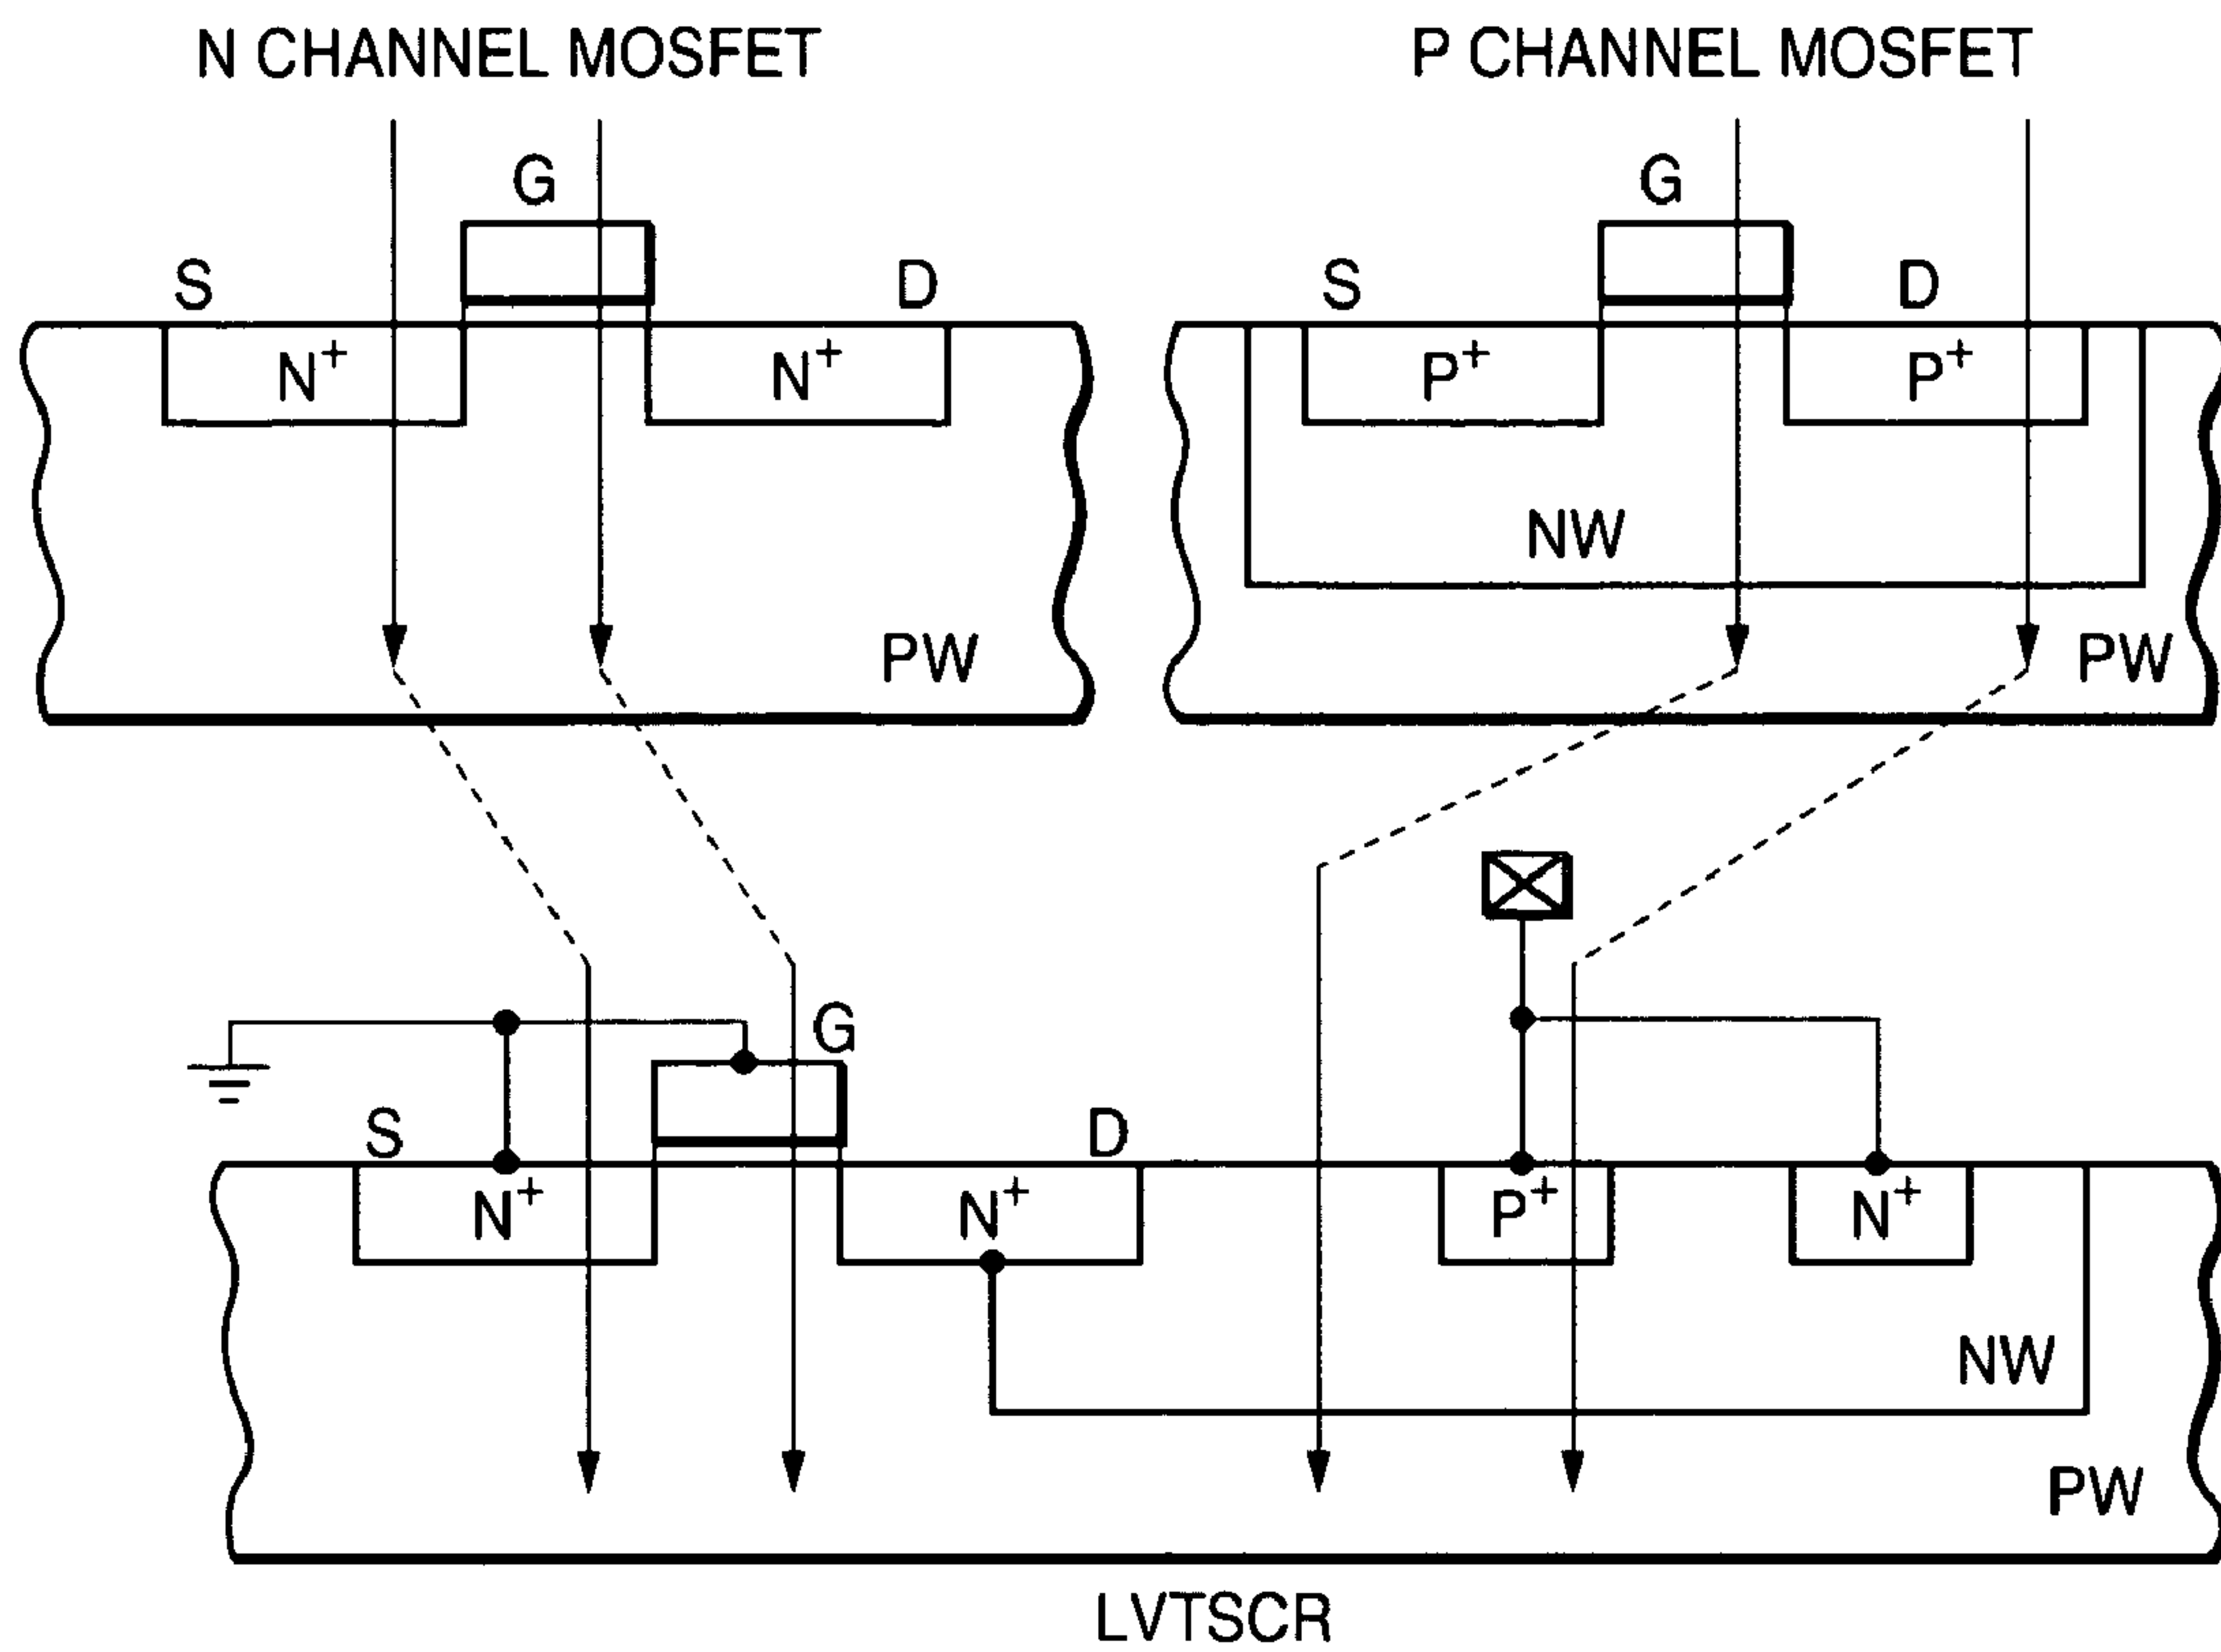 N CHANNEL MOSFET
P CHANNEL MOSFET
G
S
D
N+
N+
PW
G
S
D
P+
P+
NW
PW
G
S
D
N+
N+
P+
N+
NW
PW
LVTSCR